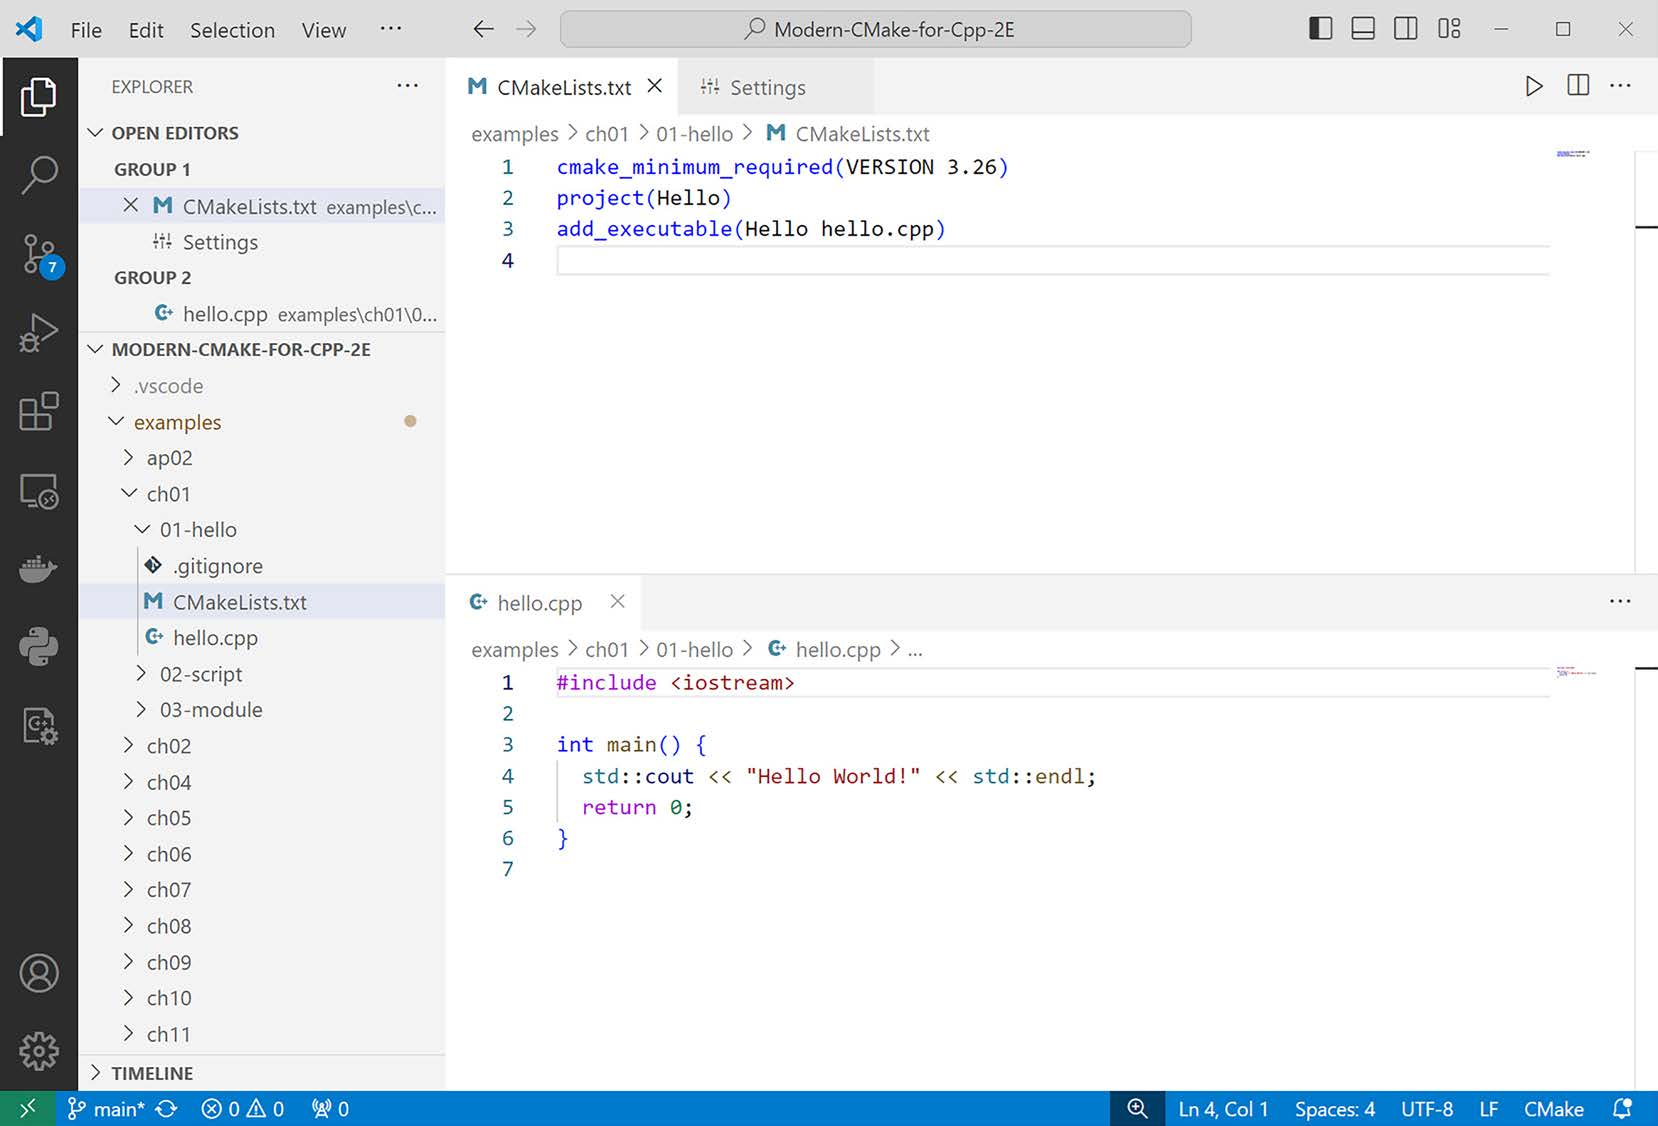 File Edit Selection View ··· Modern-CMake-for-Cpp-2E
EXPLORER ···
OPEN EDITORS
GROUP 1
CMakeLists.txt examples\c...
Settings
GROUP 2
hello.cpp examples\ch01\0...
MODERN-CMAKE-FOR-CPP-2E
.vscode
examples
ap02
ch01
01-hello
.gitignore
CMakeLists.txt
hello.cpp
02-script
03-module
ch02
ch04
ch05
ch06
ch07
ch08
ch09
ch10
ch11
TIMELINE
7
CMakeLists.txt Settings
examples > ch01 > 01-hello > CMakeLists.txt
1 cmake_minimum_required(VERSION 3.26)
2 project(Hello)
3 add_executable(Hello hello.cpp)
4
hello.cpp
examples > ch01 > 01-hello > hello.cpp > ...
1 #include <iostream>
2
3 int main() {
4 std::cout << "Hello World!" << std::endl;
5 return 0;
6 }
7
main* 0 0 0 Ln 4, Col 1 Spaces: 4 UTF-8 LF CMake